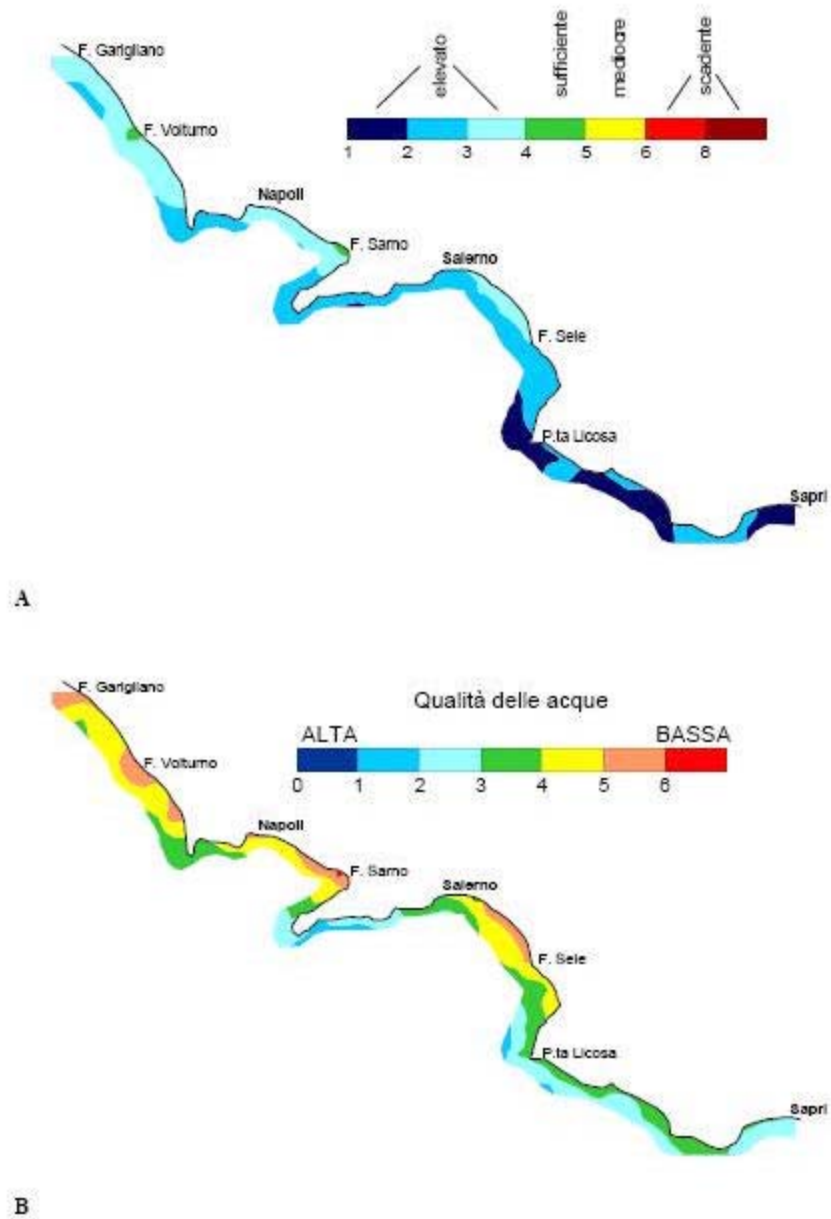 elevato
sufficiente
mediocre
scadente
1 2 3 4 5 6 8
F. Garigliano
F. Volturno
Napoli
F. Sarno
Salerno
F. Sele
P.ta Licosa
Sapri
A
Qualità delle acque
ALTA BASSA
0 1 2 3 4 5 6
F. Garigliano
F. Volturno
Napoli
F. Sarno
Salerno
F. Sele
P.ta Licosa
Sapri
B